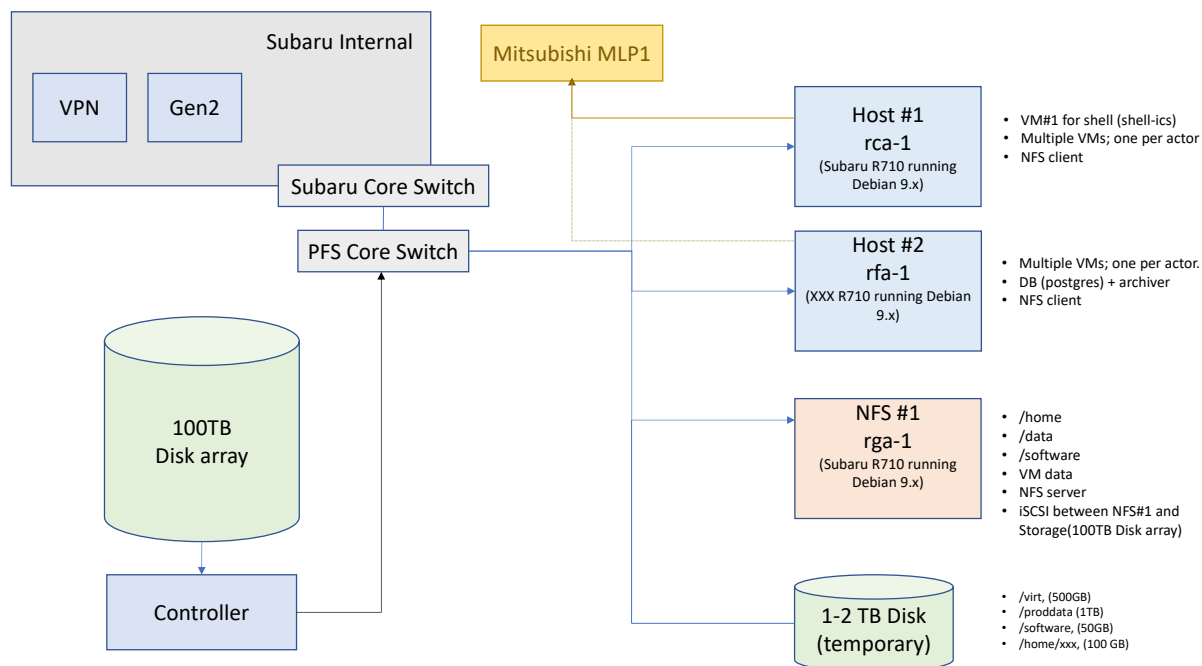 Subaru Internal
VPN
Gen2
Subaru Core Switch
PFS Core Switch
100TB
Disk array
Controller
Mitsubishi MLP1
Host #1
rca-1
(Subaru R710 running
Debian 9.x)
• VM#1 for shell (shell-ics)
• Multiple VMs; one per actor
• NFS client
Host #2
rfa-1
(XXX R710 running Debian
9.x)
• Multiple VMs; one per actor.
• DB (postgres) + archiver
• NFS client
NFS #1
rga-1
(Subaru R710 running
Debian 9.x)
• /home
• /data
• /software
• VM data
• NFS server
• iSCSI between NFS#1 and
Storage(100TB Disk array)
1-2 TB Disk
(temporary)
• /virt, (500GB)
• /proddata (1TB)
• /software, (50GB)
• /home/xxx, (100 GB)